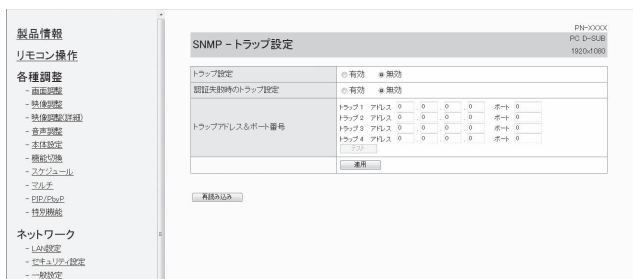 製品情報
リモコン操作
各種調整
- 画面調整
- 映像調整
- 映像調整(詳細)
- 音声調整
- 本体設定
- 機能切換
- スケジュール
- マルチ
- PIP/PbyP
- 特別機能
ネットワーク
- LAN設定
- セキュリティ設定
- 一般設定
PN-XXXX
SNMP - トラップ設定
PC D-SUB
1920x1080
トラップ設定 有効 無効
認証失敗時のトラップ設定 有効 無効
トラップアドレス&ポート番号
トラップ1 アドレス 0 . 0 . 0 . 0 ポート 0
トラップ2 アドレス 0 . 0 . 0 . 0 ポート 0
トラップ3 アドレス 0 . 0 . 0 . 0 ポート 0
トラップ4 アドレス 0 . 0 . 0 . 0 ポート 0
テスト
適用
再読み込み